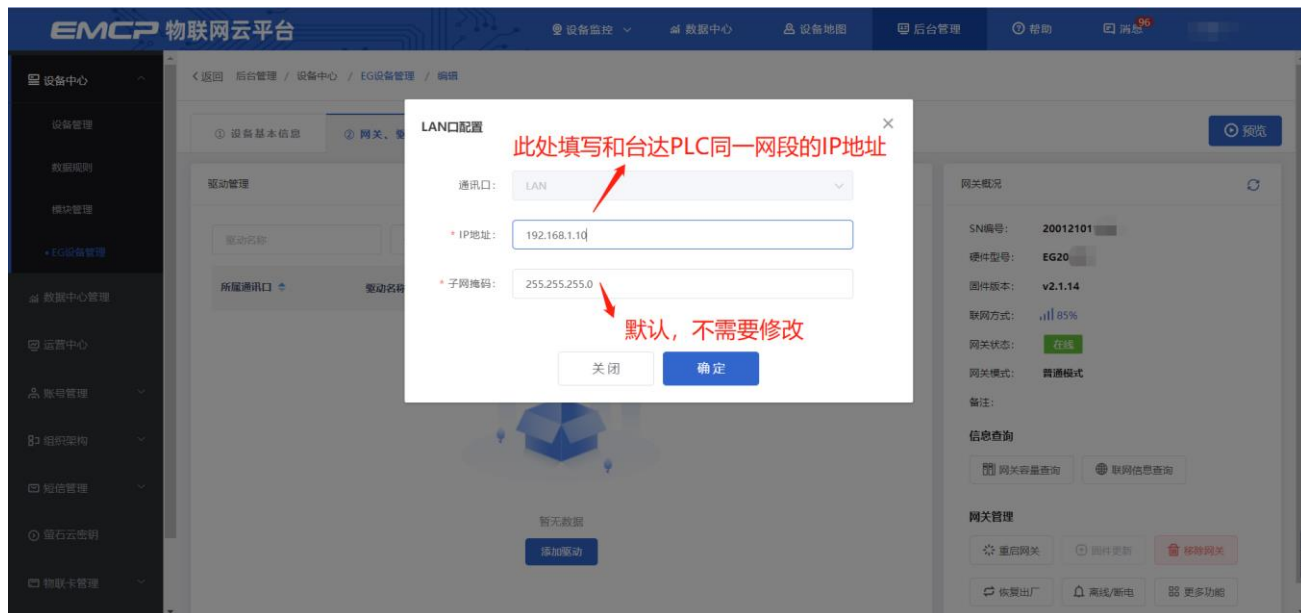 EMCP 物联网云平台
设备监控
数据中心
设备地图
后台管理
帮助
消息
96
设备中心
设备管理
数据规则
模块管理
EG设备管理
数据中心管理
运营中心
账号管理
组织架构
短信管理
萤石云密钥
物联卡管理
<返回 后台管理 / 设备中心 / EG设备管理 / 编辑
① 设备基本信息
② 网关、驱
预览
驱动管理
驱动名称
所属通讯口
驱动名称
暂无数据
添加驱动
LAN口配置
×
此处填写和台达PLC同一网段的IP地址
通讯口: LAN
* IP地址: 192.168.1.10
* 子网掩码: 255.255.255.0
默认，不需要修改
关闭
确定
网关概况
SN编号: 20012101
硬件型号: EG20
固件版本: v2.1.14
联网方式: 85%
网关状态: 在线
网关模式: 普通模式
备注:
信息查询
网关容量查询
联网信息查询
网关管理
重启网关
固件更新
移除网关
恢复出厂
离线/断电
更多功能